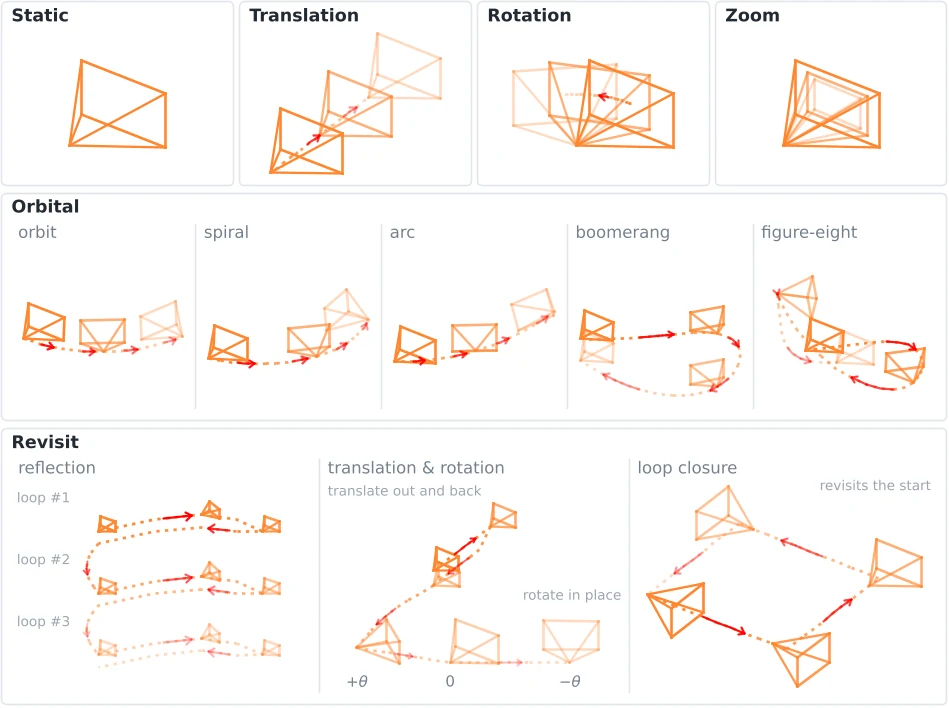 Static
Translation
Rotation
Zoom
Orbital
orbit
spiral
arc
boomerang
figure-eight
Revisit
reflection
loop #1
loop #2
loop #3
translation & rotation
translate out and back
rotate in place
+θ
0
−θ
loop closure
revisits the start